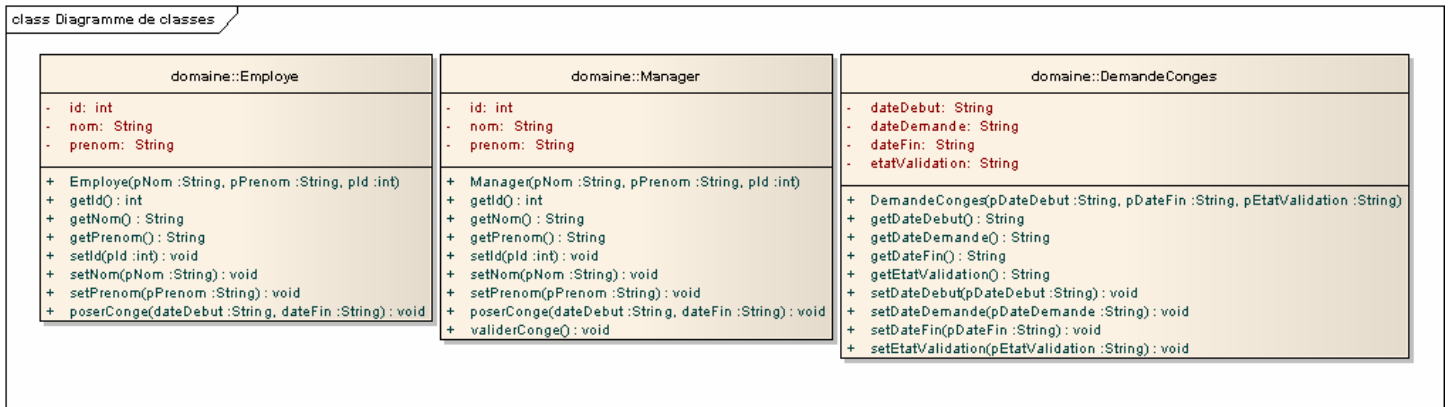 class Diagramme de classes
domaine::Employe
- id: int
- nom: String
- prenom: String
+ Employe(pNom :String, pPrenom :String, pId :int)
+ getId() : int
+ getNom() : String
+ getPrenom() : String
+ setId(pId :int) : void
+ setNom(pNom :String) : void
+ setPrenom(pPrenom :String) : void
+ poserConge(dateDebut :String, dateFin :String) : void
domaine::Manager
- id: int
- nom: String
- prenom: String
+ Manager(pNom :String, pPrenom :String, pId :int)
+ getId() : int
+ getNom() : String
+ getPrenom() : String
+ setId(pId :int) : void
+ setNom(pNom :String) : void
+ setPrenom(pPrenom :String) : void
+ poserConge(dateDebut :String, dateFin :String) : void
+ validerConge() : void
domaine::DemandeConges
- dateDebut: String
- dateDemande: String
- dateFin: String
- etatValidation: String
+ DemandeConges(pDateDebut :String, pDateFin :String, pEtatValidation :String)
+ getDateDebut() : String
+ getDateDemande() : String
+ getDateFin() : String
+ getEtatValidation() : String
+ setDateDebut(pDateDebut :String) : void
+ setDateDemande(pDateDemande :String) : void
+ setDateFin(pDateFin :String) : void
+ setEtatValidation(pEtatValidation :String) : void